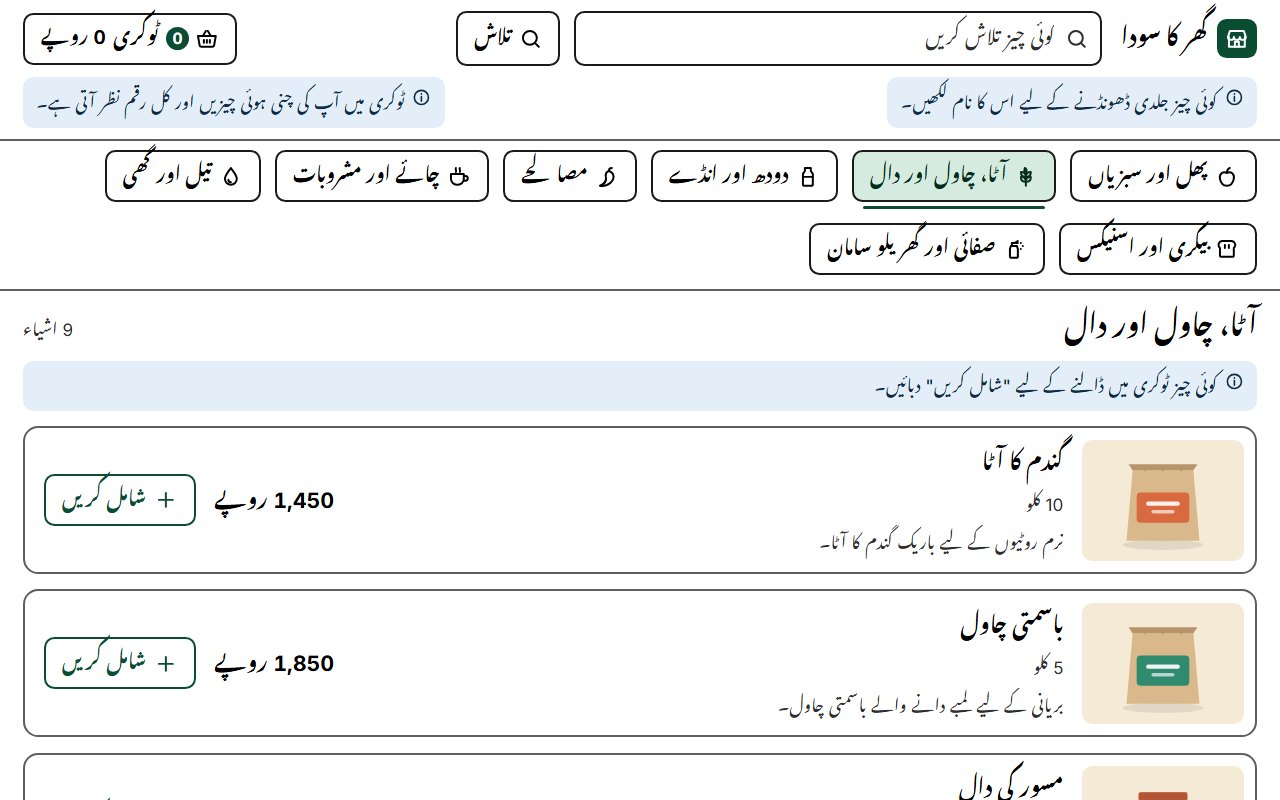 گھر کا سودا
کوئی چیز تلاش کریں
تلاش
ٹوکری 0 0 روپے
کوئی چیز جلدی ڈھونڈنے کے لیے اس کا نام لکھیں۔
ٹوکری میں آپ کی چنی ہوئی چیزیں اور کل رقم نظر آتی ہے۔
پھل اور سبزیاں
آٹا، چاول اور دال
دودھ اور انڈے
مصالحے
چائے اور مشروبات
تیل اور گھی
بیکری اور اسنیکس
صفائی اور گھریلو سامان
آٹا، چاول اور دال
9 اشیاء
کوئی چیز ٹوکری میں ڈالنے کے لیے "شامل کریں" دبائیں۔
گندم کا آٹا
10 کلو
نرم روٹیوں کے لیے باریک گندم کا آٹا۔
1,450 روپے
شامل کریں
باسمتی چاول
5 کلو
بریانی کے لیے لمبے دانے والے باسمتی چاول۔
1,850 روپے
شامل کریں
مسور کی دال